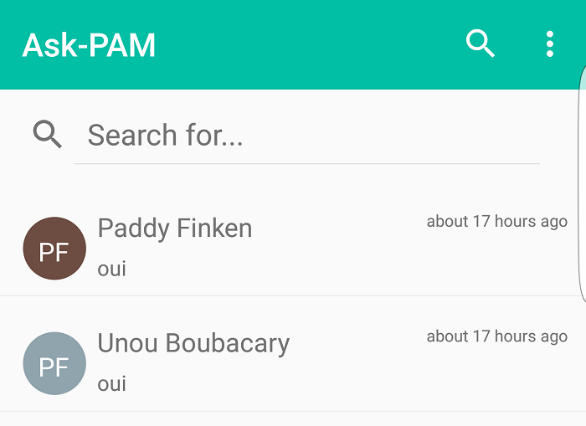 Ask-PAM
Search for...
Paddy Finken
about 17 hours ago
PF
oui
Unou Boubacary
about 17 hours ago
PF
oui